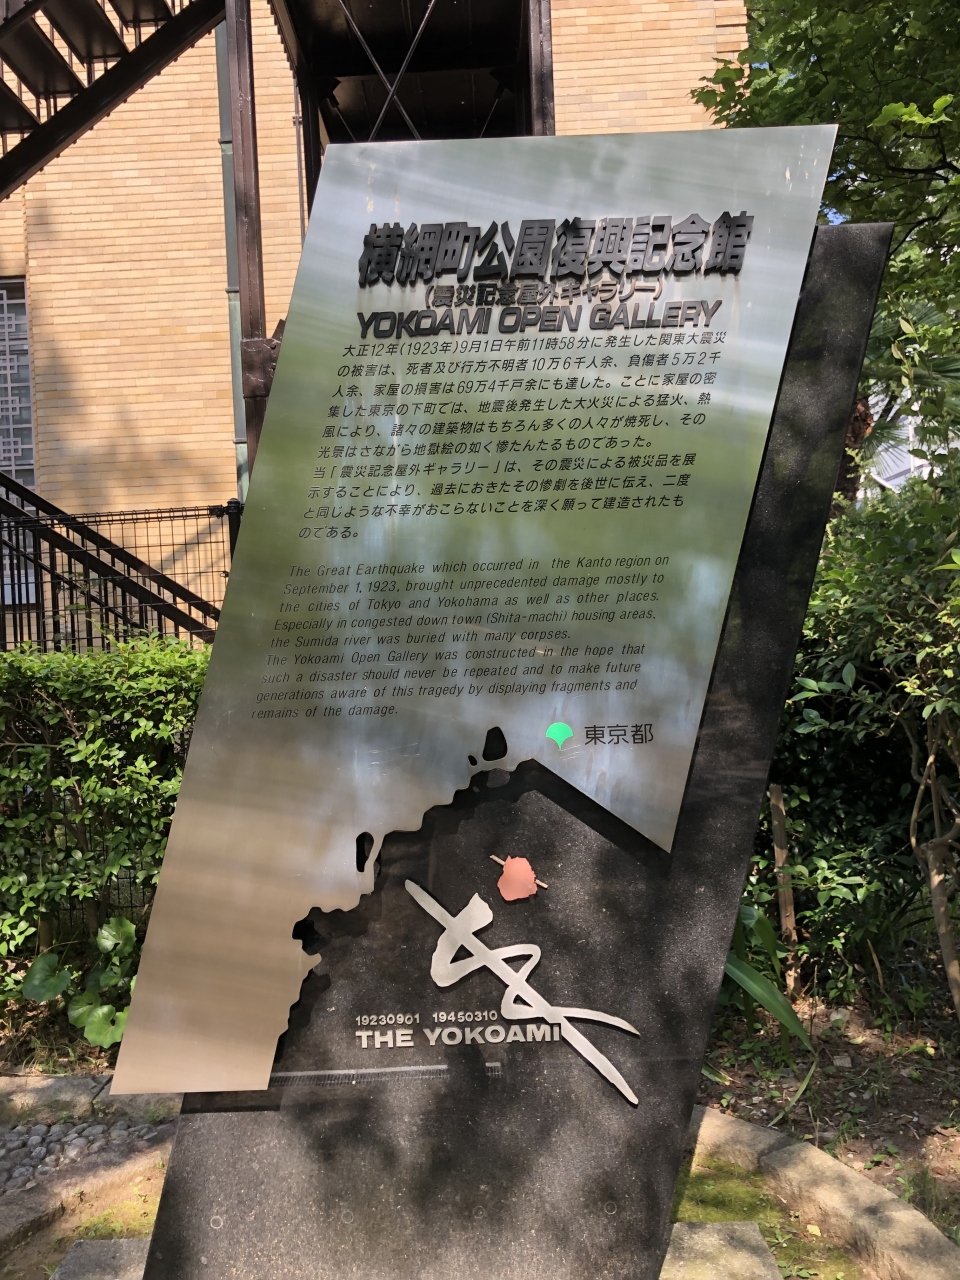 横網町公園復興記念館
(震災記念屋外ギャラリー)
YOKOAMI OPEN GALLERY
大正12年(1923年)9月1日午前11時58分に発生した関東大震災
の被害は、死者及び行方不明者10万6千人余、負傷者5万2千
人余、家屋の損害は69万4千戸余にも達した。ことに家屋の密
集した東京の下町では、地震後発生した大火災による猛火、熱
風により、諸々の建築物はもちろん多くの人々が焼死し、その
光景はさながら地獄絵の如く惨たんたるものであった。
当「震災記念屋外ギャラリー」は、その震災による被災品を展
示することにより、過去におきたその惨劇を後世に伝え、二度
と同じような不幸がおこらないことを深く願って建造されたも
のである。
The Great Earthquake which occurred in the Kanto region on
September 1, 1923, brought unprecedented damage mostly to
the cities of Tokyo and Yokohama as well as other places.
Especially in congested down town (Shita-machi) housing areas,
the Sumida river was buried with many corpses.
The Yokoami Open Gallery was constructed in the hope that
such a disaster should never be repeated and to make future
generations aware of this tragedy by displaying fragments and
remains of the damage.
東京都
19230901 19450310
THE YOKOAMI